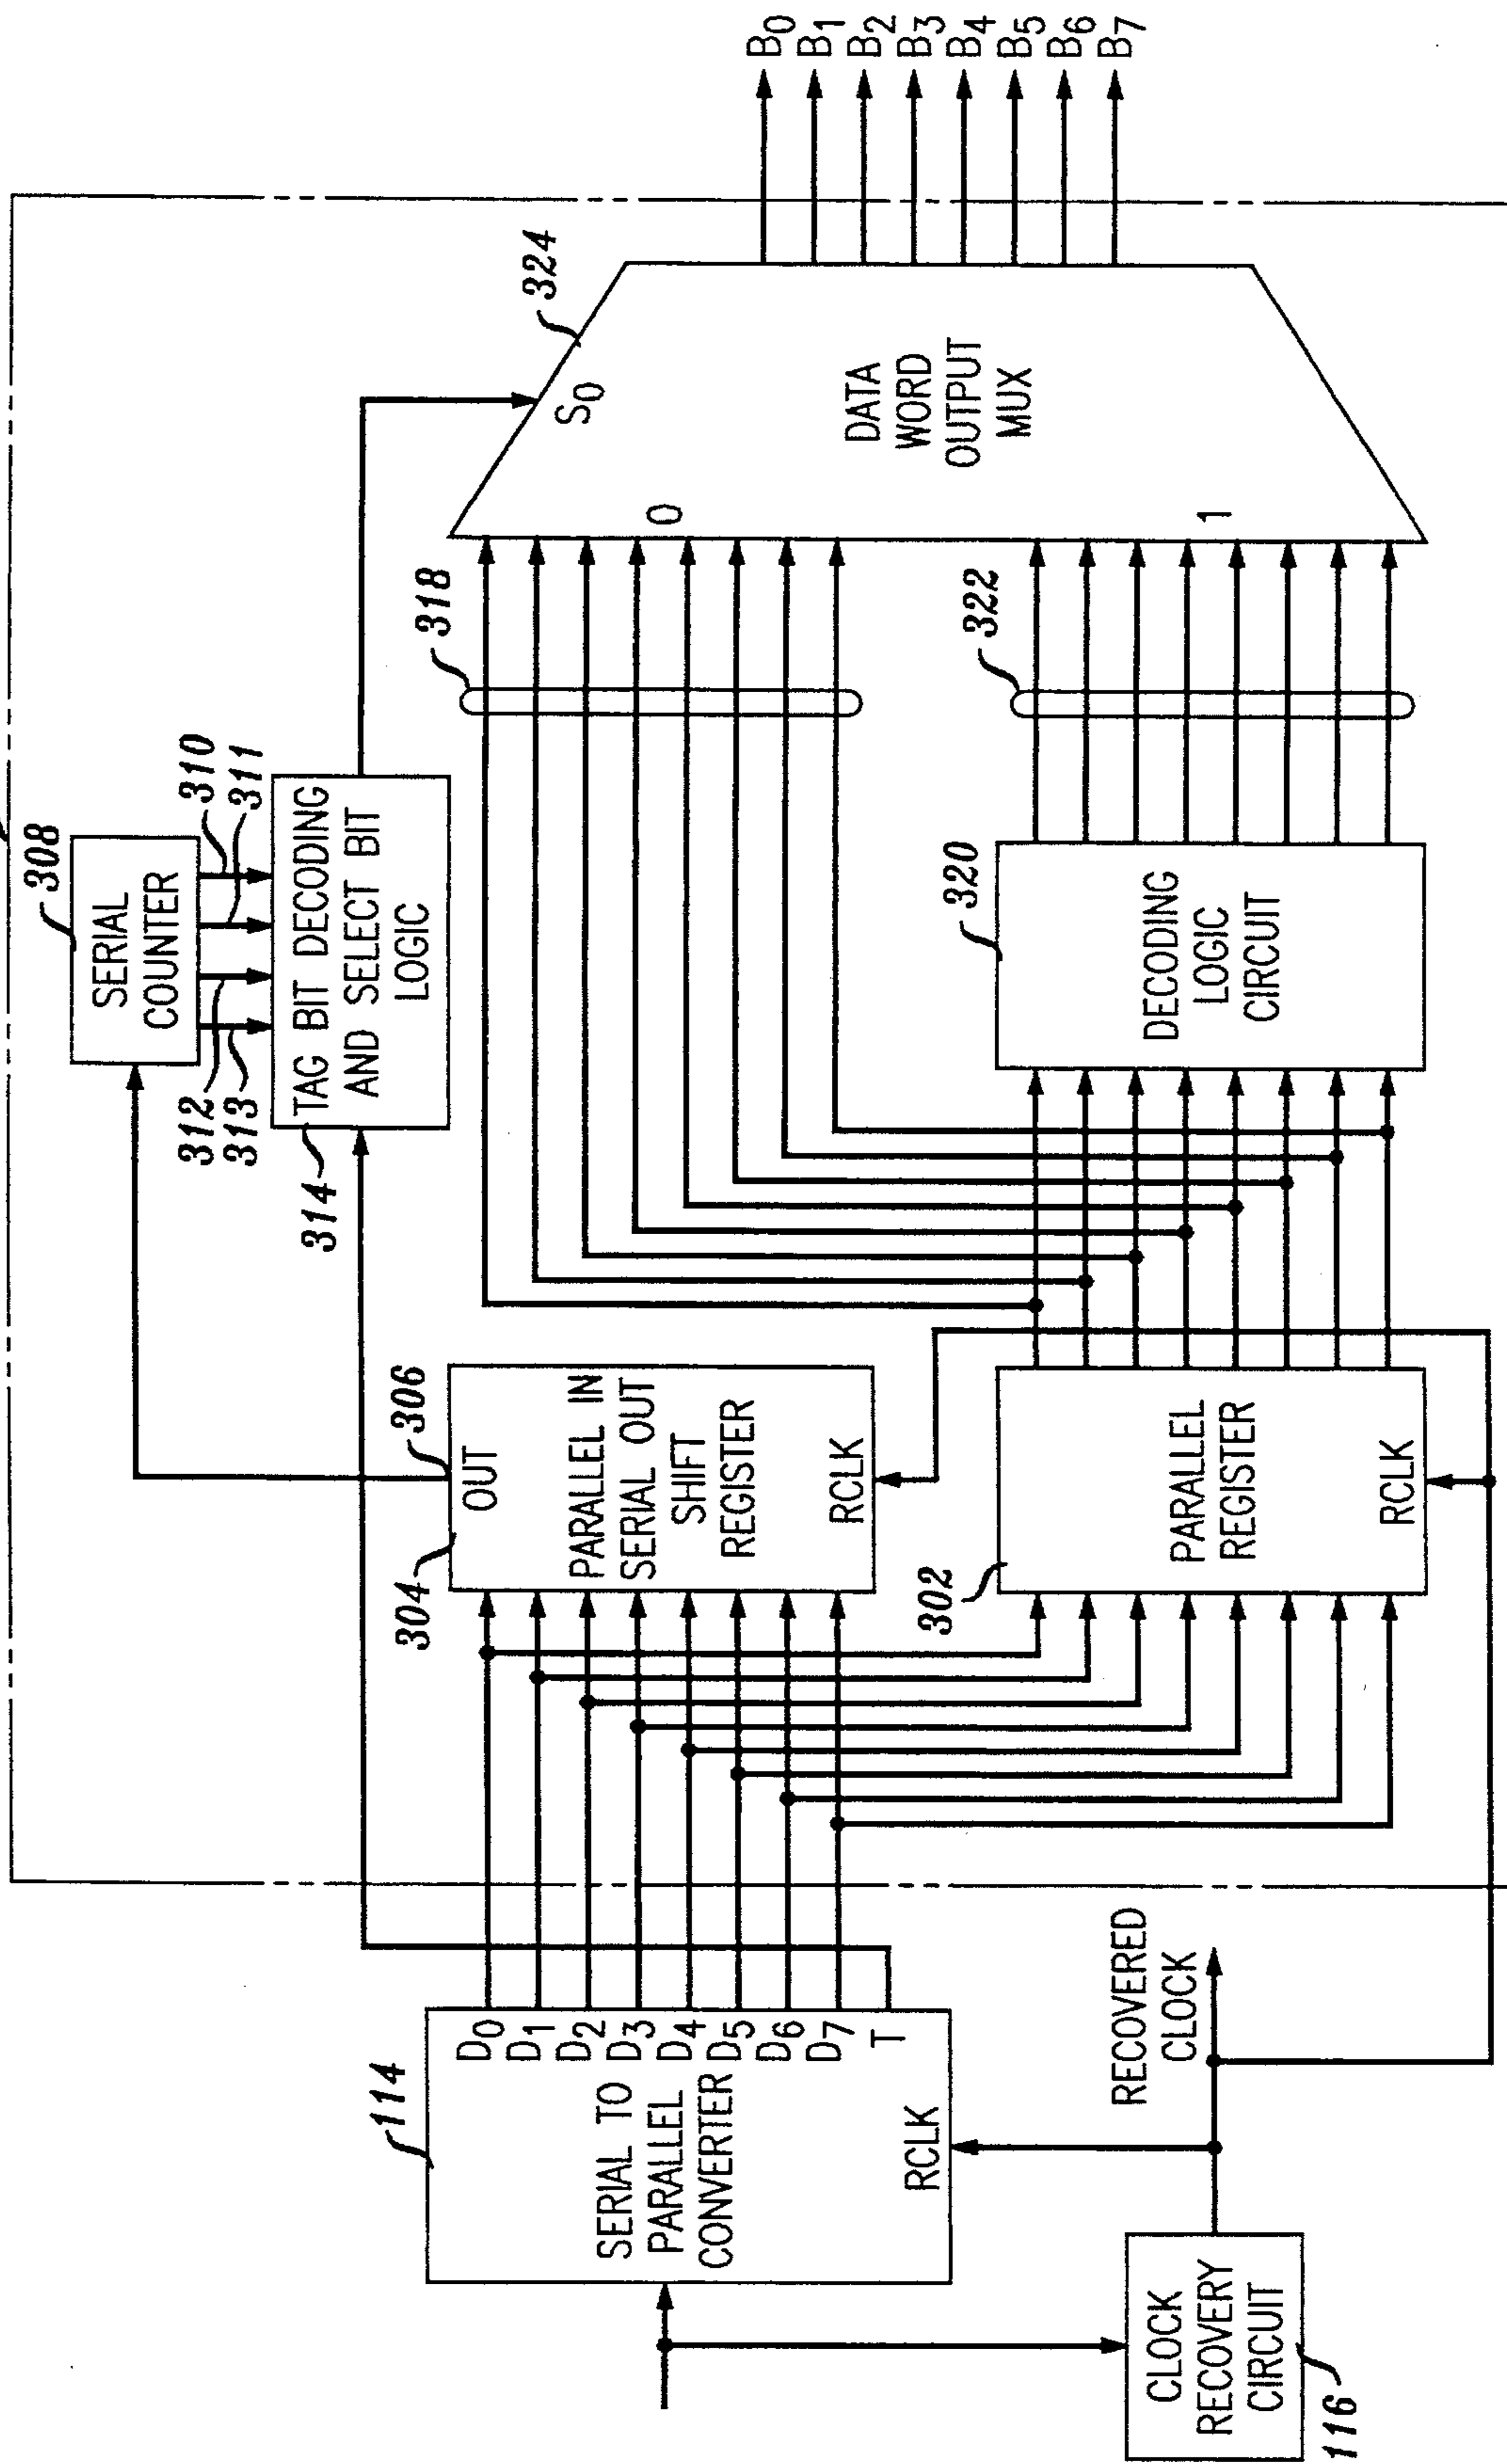 114
SERIAL TO
PARALLEL
CONVERTER
D0
D1
D2
D3
D4
D5
D6
D7
T
RCLK
CLOCK
RECOVERY
CIRCUIT
116
RECOVERED
CLOCK
304
306
OUT
PARALLEL IN
SERIAL OUT
SHIFT
REGISTER
RCLK
302
PARALLEL
REGISTER
RCLK
308
SERIAL
COUNTER
310
311
312
313
314
TAG BIT DECODING
AND SELECT BIT
LOGIC
318
320
DECODING
LOGIC
CIRCUIT
322
324
S0
0
1
DATA
WORD
OUTPUT
MUX
B0
B1
B2
B3
B4
B5
B6
B7